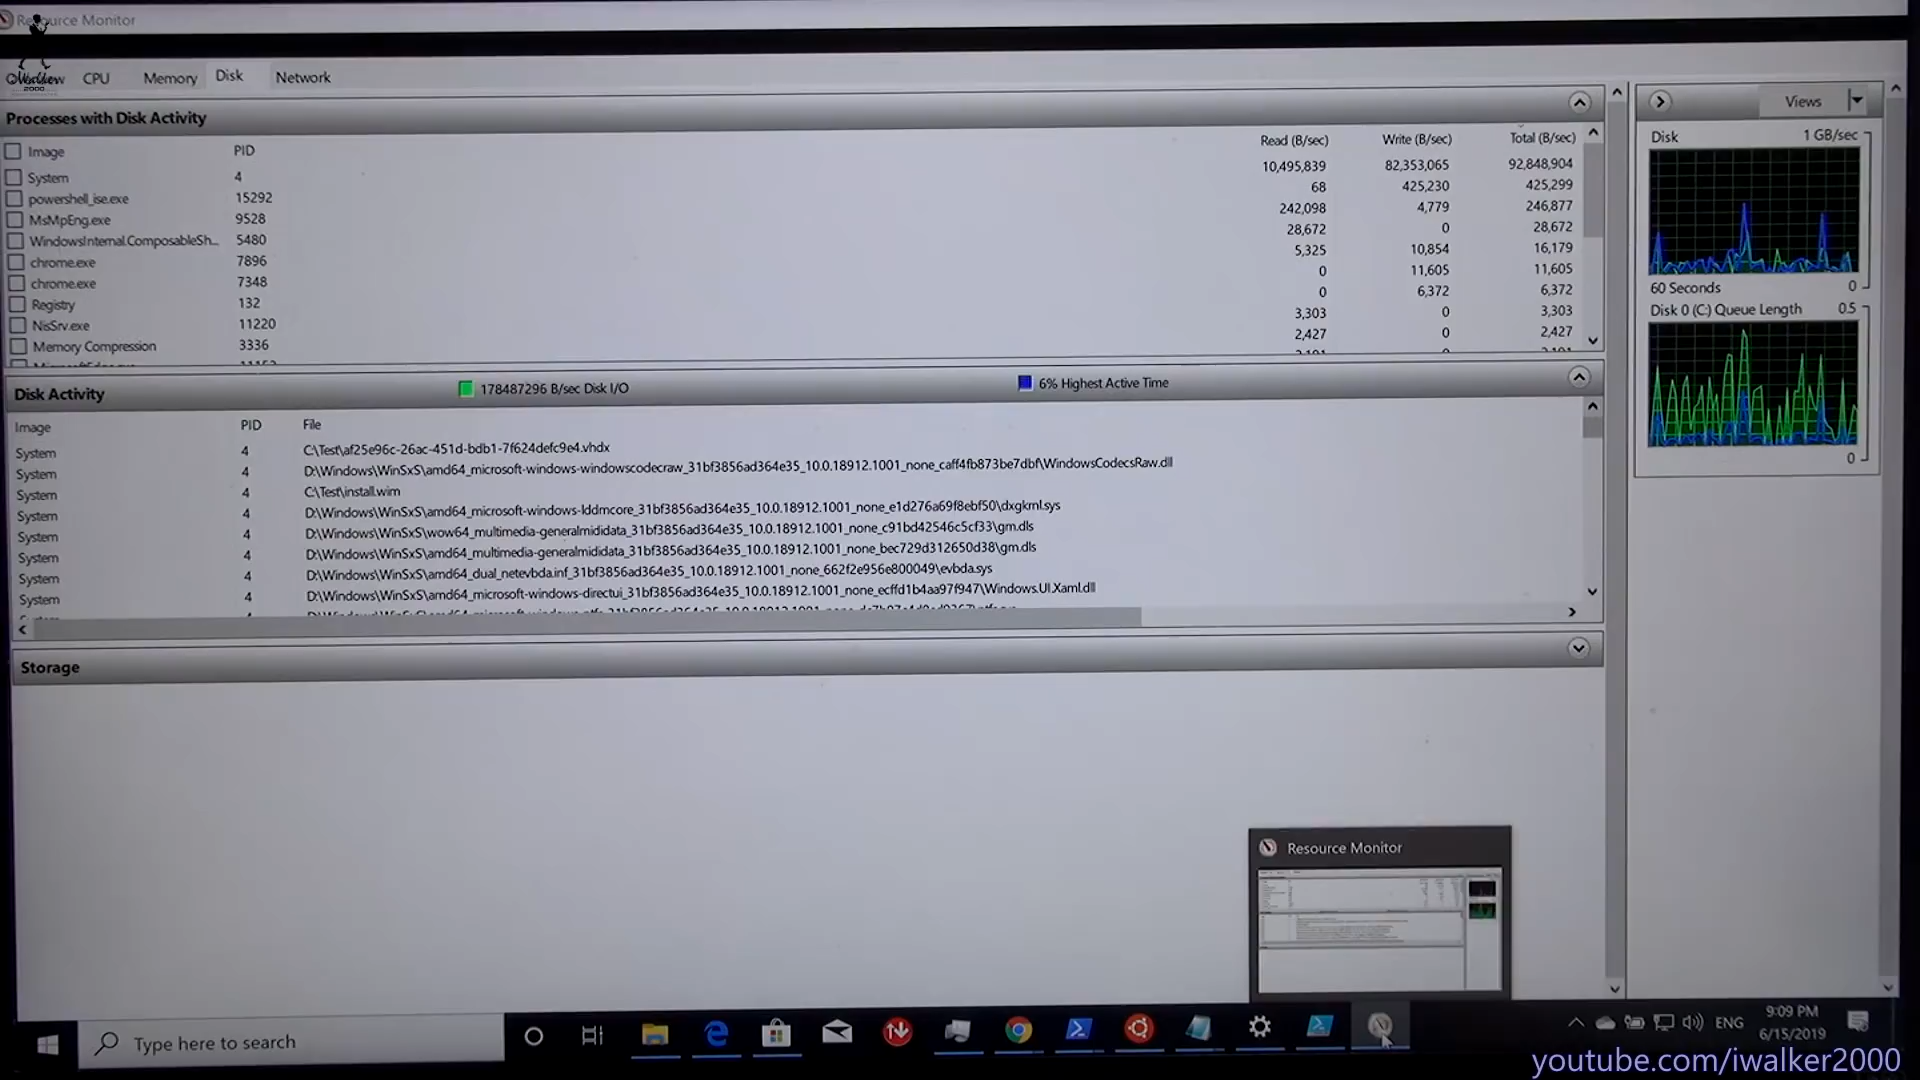 Resource Monitor
CPU Memory Disk Network
Processes with Disk Activity
Views
Image PID Read (B/sec) Write (B/sec) Total (B/sec)
System 4 10,495,839 82,353,065 92,848,904
powershell_ise.exe 15292 68 425,230 425,299
MsMpEng.exe 9528 242,098 4,779 246,877
WindowsInternal.ComposableSh... 5480 28,672 0 28,672
chrome.exe 7896 5,325 10,854 16,179
chrome.exe 7348 0 11,605 11,605
Registry 132 0 6,372 6,372
NisSrv.exe 11220 3,303 0 3,303
Memory Compression 3336 2,427 0 2,427
Disk 1 GB/sec
60 Seconds 0
Disk 0 (C:) Queue Length 0.5
0
Disk Activity 178487296 B/sec Disk I/O 6% Highest Active Time
Image PID File
System 4 C:\Test\af25e96c-26ac-451d-bdb1-7f624defc9e4.vhdx
System 4 D:\Windows\WinSxS\amd64_microsoft-windows-windowscodecraw_31bf3856ad364e35_10.0.18912.1001_none_caff4fb873be7dbf\WindowsCodecsRaw.dll
System 4 C:\Test\install.wim
System 4 D:\Windows\WinSxS\amd64_microsoft-windows-lddmcore_31bf3856ad364e35_10.0.18912.1001_none_e1d276a69f8ebf50\dxgkrnl.sys
System 4 D:\Windows\WinSxS\wow64_multimedia-generalmididata_31bf3856ad364e35_10.0.18912.1001_none_c91bd42546c5cf33\gm.dls
System 4 D:\Windows\WinSxS\amd64_multimedia-generalmididata_31bf3856ad364e35_10.0.18912.1001_none_bec729d312650d38\gm.dls
System 4 D:\Windows\WinSxS\amd64_dual_netevbda.inf_31bf3856ad364e35_10.0.18912.1001_none_662f2e956e800049\evbda.sys
System 4 D:\Windows\WinSxS\amd64_microsoft-windows-directui_31bf3856ad364e35_10.0.18912.1001_none_ecffd1b4aa97f947\Windows.UI.Xaml.dll
Storage
Resource Monitor
Type here to search
ENG
9:09 PM
6/15/2019
youtube.com/iwalker2000